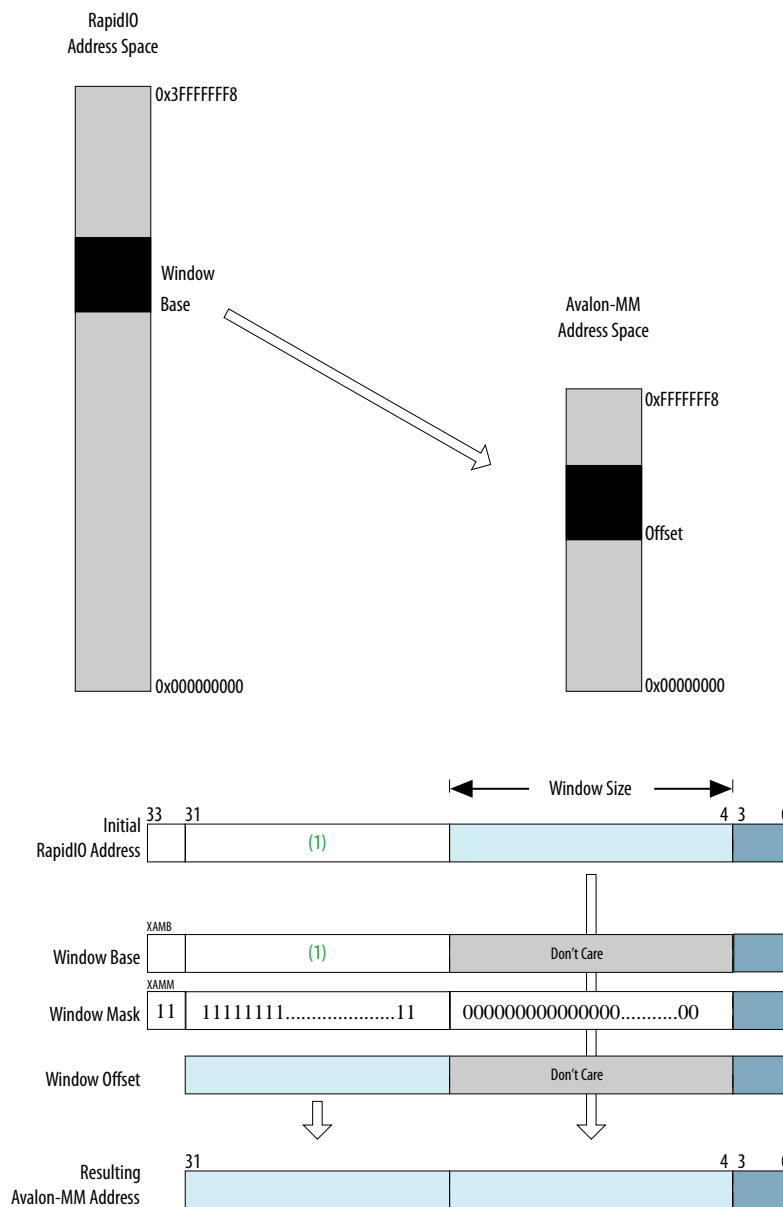 RapidIO
Address Space
0x3FFFFFFF8
Window
Base
0x000000000
Avalon-MM
Address Space
0xFFFFFFF8
Offset
0x00000000
Window Size
33 31 4 3
Initial
RapidIO Address
(1)
XAMB
Window Base
(1)
Don't Care
XAMM
Window Mask
11
11111111.....................11
000000000000000...........00
Window Offset
Don't Care
31 4 3
Resulting
Avalon-MM Address